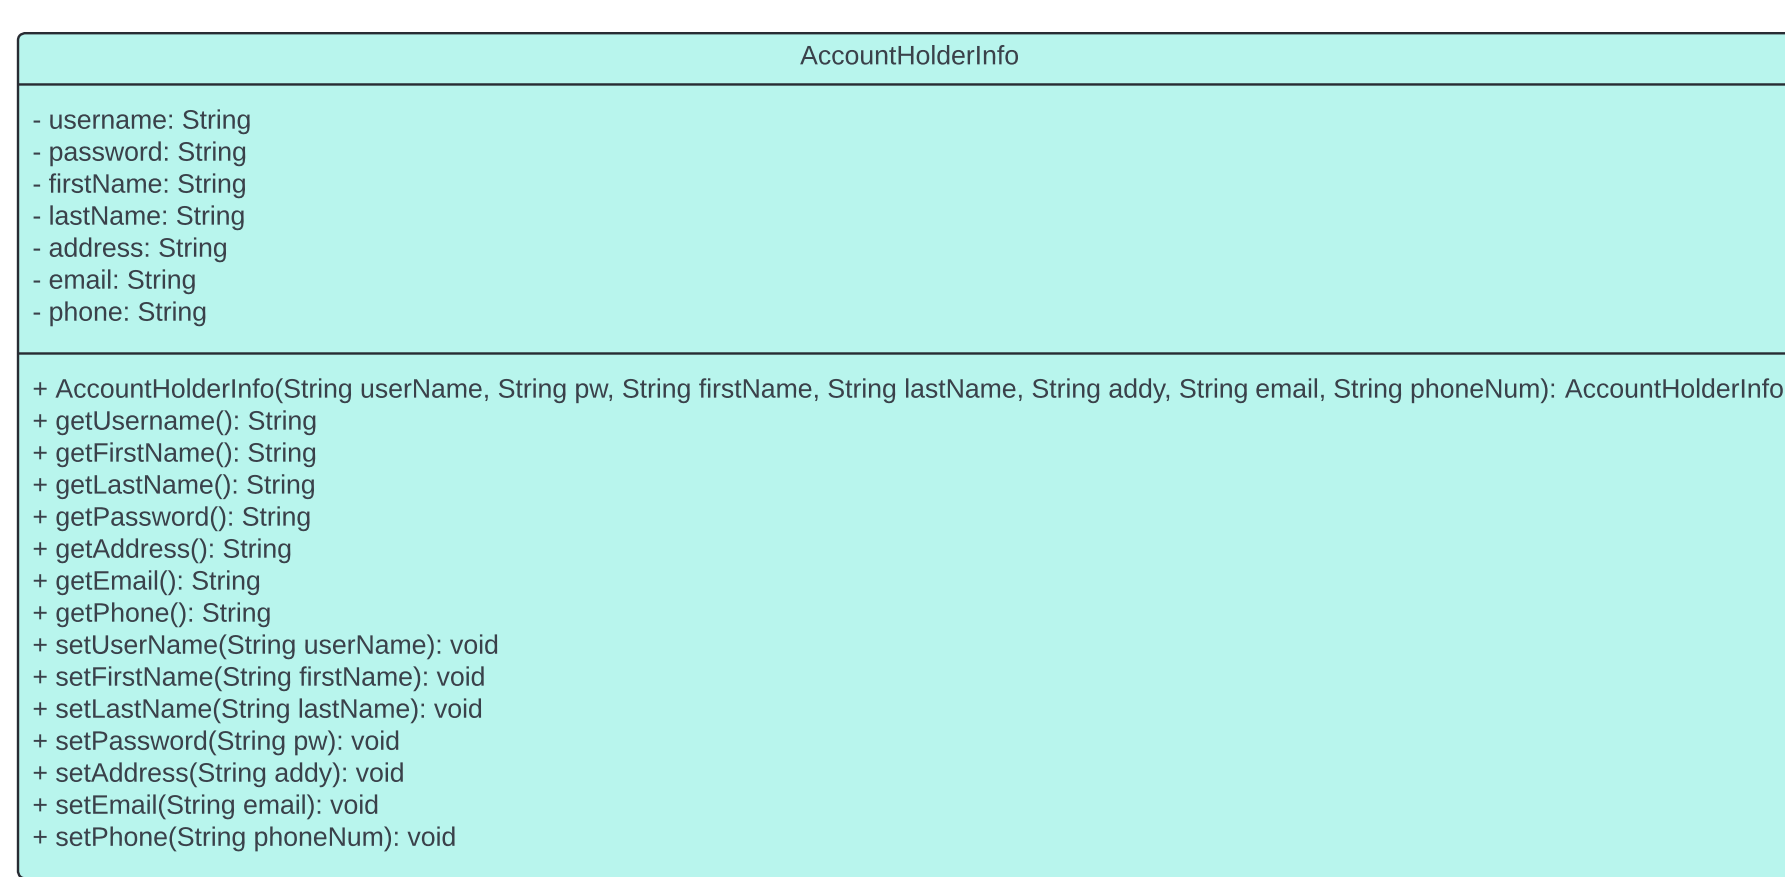 AccountHolderInfo
- username: String
- password: String
- firstName: String
- lastName: String
- address: String
- email: String
- phone: String
+ AccountHolderInfo(String userName, String pw, String firstName, String lastName, String addy, String email, String phoneNum): AccountHolderInfo
+ getUsername(): String
+ getFirstName(): String
+ getLastName(): String
+ getPassword(): String
+ getAddress(): String
+ getEmail(): String
+ getPhone(): String
+ setUserName(String userName): void
+ setFirstName(String firstName): void
+ setLastName(String lastName): void
+ setPassword(String pw): void
+ setAddress(String addy): void
+ setEmail(String email): void
+ setPhone(String phoneNum): void